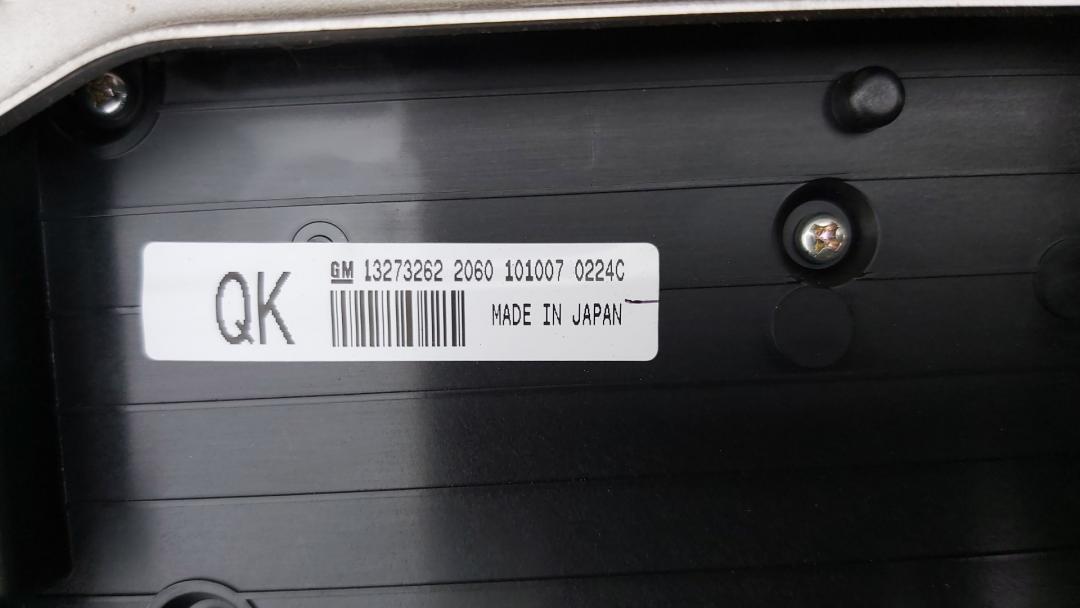 QK
GM 13273262 2060 101007 0224C
MADE IN JAPAN